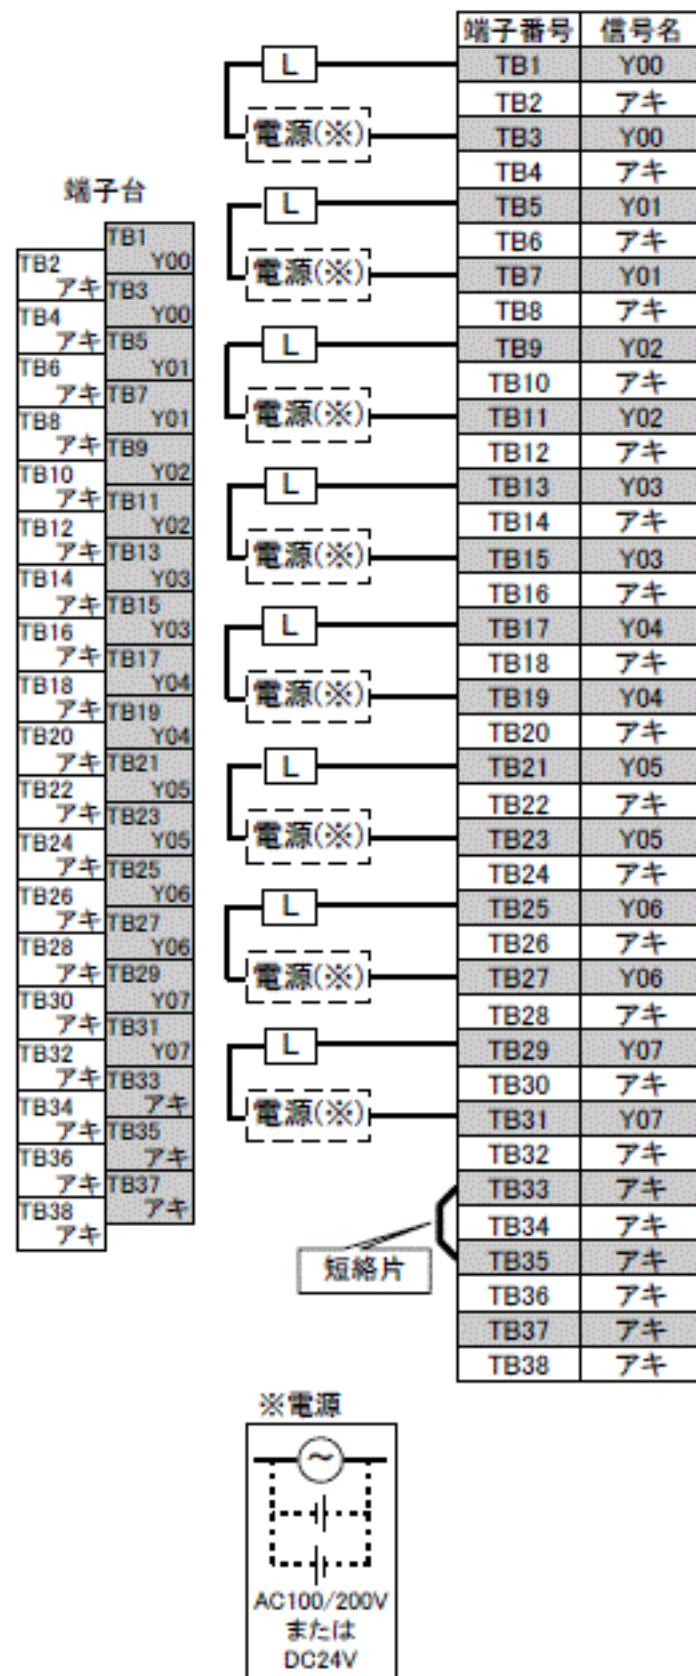 端子台
TB1
Y00
TB2
アキ
TB3
Y00
TB4
アキ
TB5
Y01
TB6
アキ
TB7
Y01
TB8
アキ
TB9
Y02
TB10
アキ
TB11
Y02
TB12
アキ
TB13
Y03
TB14
アキ
TB15
Y03
TB16
アキ
TB17
Y04
TB18
アキ
TB19
Y04
TB20
アキ
TB21
Y05
TB22
アキ
TB23
Y05
TB24
アキ
TB25
Y06
TB26
アキ
TB27
Y06
TB28
アキ
TB29
Y07
TB30
アキ
TB31
Y07
TB32
アキ
TB33
アキ
TB34
アキ
TB35
アキ
TB36
アキ
TB37
アキ
TB38
アキ
端子番号 信号名
L TB1 Y00
TB2 アキ
電源(※) TB3 Y00
TB4 アキ
L TB5 Y01
TB6 アキ
電源(※) TB7 Y01
TB8 アキ
L TB9 Y02
TB10 アキ
電源(※) TB11 Y02
TB12 アキ
L TB13 Y03
TB14 アキ
電源(※) TB15 Y03
TB16 アキ
L TB17 Y04
TB18 アキ
電源(※) TB19 Y04
TB20 アキ
L TB21 Y05
TB22 アキ
電源(※) TB23 Y05
TB24 アキ
L TB25 Y06
TB26 アキ
電源(※) TB27 Y06
TB28 アキ
L TB29 Y07
TB30 アキ
電源(※) TB31 Y07
TB32 アキ
TB33 アキ
TB34 アキ
短絡片 TB35 アキ
TB36 アキ
TB37 アキ
TB38 アキ
※電源
AC100/200V
または
DC24V